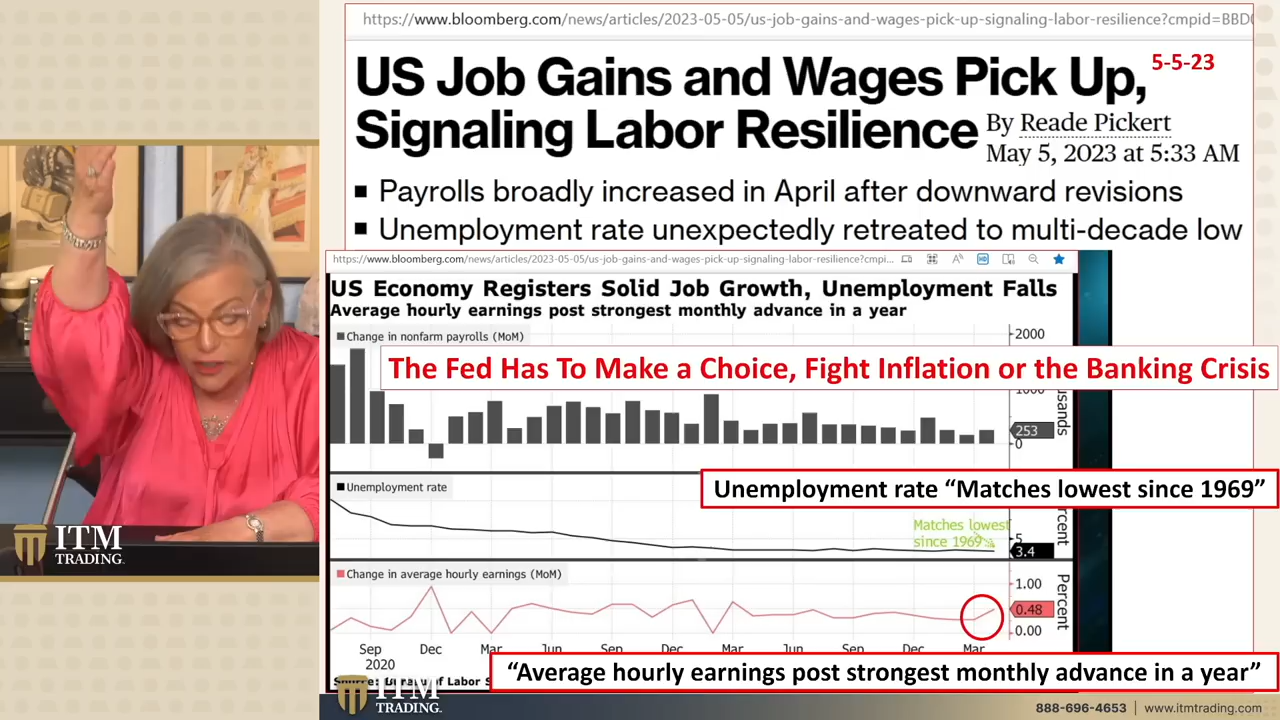 https://www.bloomberg.com/news/articles/2023-05-05/us-job-gains-and-wages-pick-up-signaling-labor-resilience?cmpid=BBD
US Job Gains and Wages Pick Up,
5-5-23
Signaling Labor Resilience
By Reade Pickert
May 5, 2023 at 5:33 AM
▪ Payrolls broadly increased in April after downward revisions
▪ Unemployment rate unexpectedly retreated to multi-decade low
https://www.bloomberg.com/news/articles/2023-05-05/us-job-gains-and-wages-pick-up-signaling-labor-resilience?cmpi...
US Economy Registers Solid Job Growth, Unemployment Falls
Average hourly earnings post strongest monthly advance in a year
Change in nonfarm payrolls (MoM)
2000
The Fed Has To Make a Choice, Fight Inflation or the Banking Crisis
253
0
Unemployment rate
Unemployment rate “Matches lowest since 1969”
Matches lowest
since 1969
5
3.4
Change in average hourly earnings (MoM)
1.00
0.48
0.00
Percent
Sep Dec Mar Jun Sep Dec Mar Jun Sep Dec Mar
2020
“Average hourly earnings post strongest monthly advance in a year”
Source: Bureau of Labor S
ITM
TRADING
ITM
TRADING
888-696-4653 | www.itmtrading.com